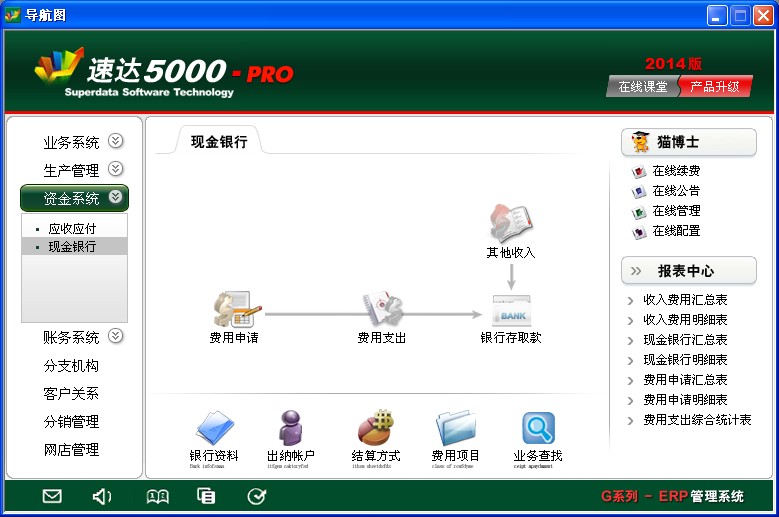 导航图
速达5000-PRO
Superdata Software Technology
2014版
在线课堂
产品升级
业务系统
生产管理
资金系统
应收应付
现金银行
账务系统
分支机构
客户关系
分销管理
网店管理
现金银行
其他收入
费用申请
费用支出
BANK
银行存取款
银行资料
出纳帐户
结算方式
费用项目
业务查找
猫博士
在线续费
在线公告
在线管理
在线配置
报表中心
收入费用汇总表
收入费用明细表
现金银行汇总表
现金银行明细表
费用申请汇总表
费用申请明细表
费用支出综合统计表
G系列 - ERP管理系统